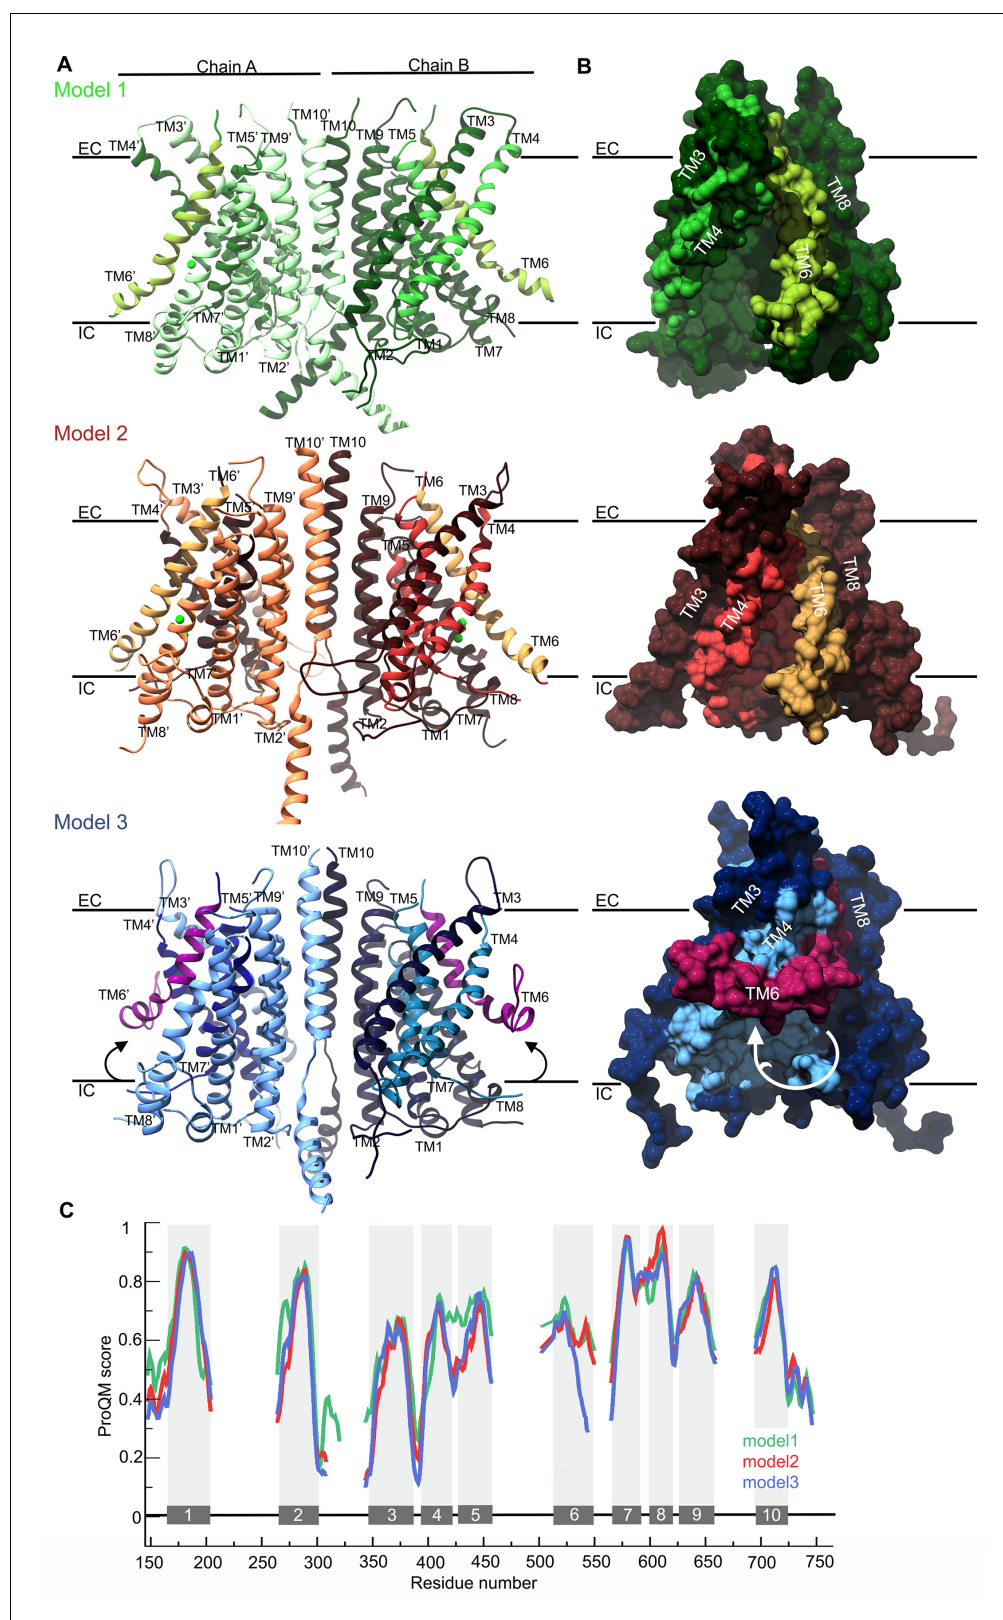 A
Chain A
Chain B
B
Model 1
TM3'
TM4'
TM5'
TM9'
TM10'
TM10
TM9
TM5
TM3
TM4
EC
TM6'
TM6
IC
TM8'
TM7'
TM1'
TM2'
TM2
TM1
TM8
TM7
EC
TM3
TM4
TM8
TM6
IC
Model 2
TM10'
TM10
TM6'
TM3'
TM4'
TM5'
TM9'
TM9
TM6
TM3
TM4
TM5
EC
TM6'
TM6
IC
TM7'
TM8'
TM1'
TM2'
TM2
TM1
TM7
TM8
EC
TM3
TM4
TM6
TM8
IC
Model 3
TM10'
TM10
TM3'
TM5'
TM9'
TM9
TM5
TM3
EC
TM4'
TM4
TM6'
TM6
IC
TM7'
TM8'
TM1'
TM2'
TM2
TM1
TM7
TM8
EC
TM3
TM4
TM8
TM6
IC
C
ProQM score
1
0.8
0.6
0.4
0.2
0
model1
model2
model3
1 2 3 4 5 6 7 8 9 10
150 200 250 300 350 400 450 500 550 600 650 700 750
Residue number